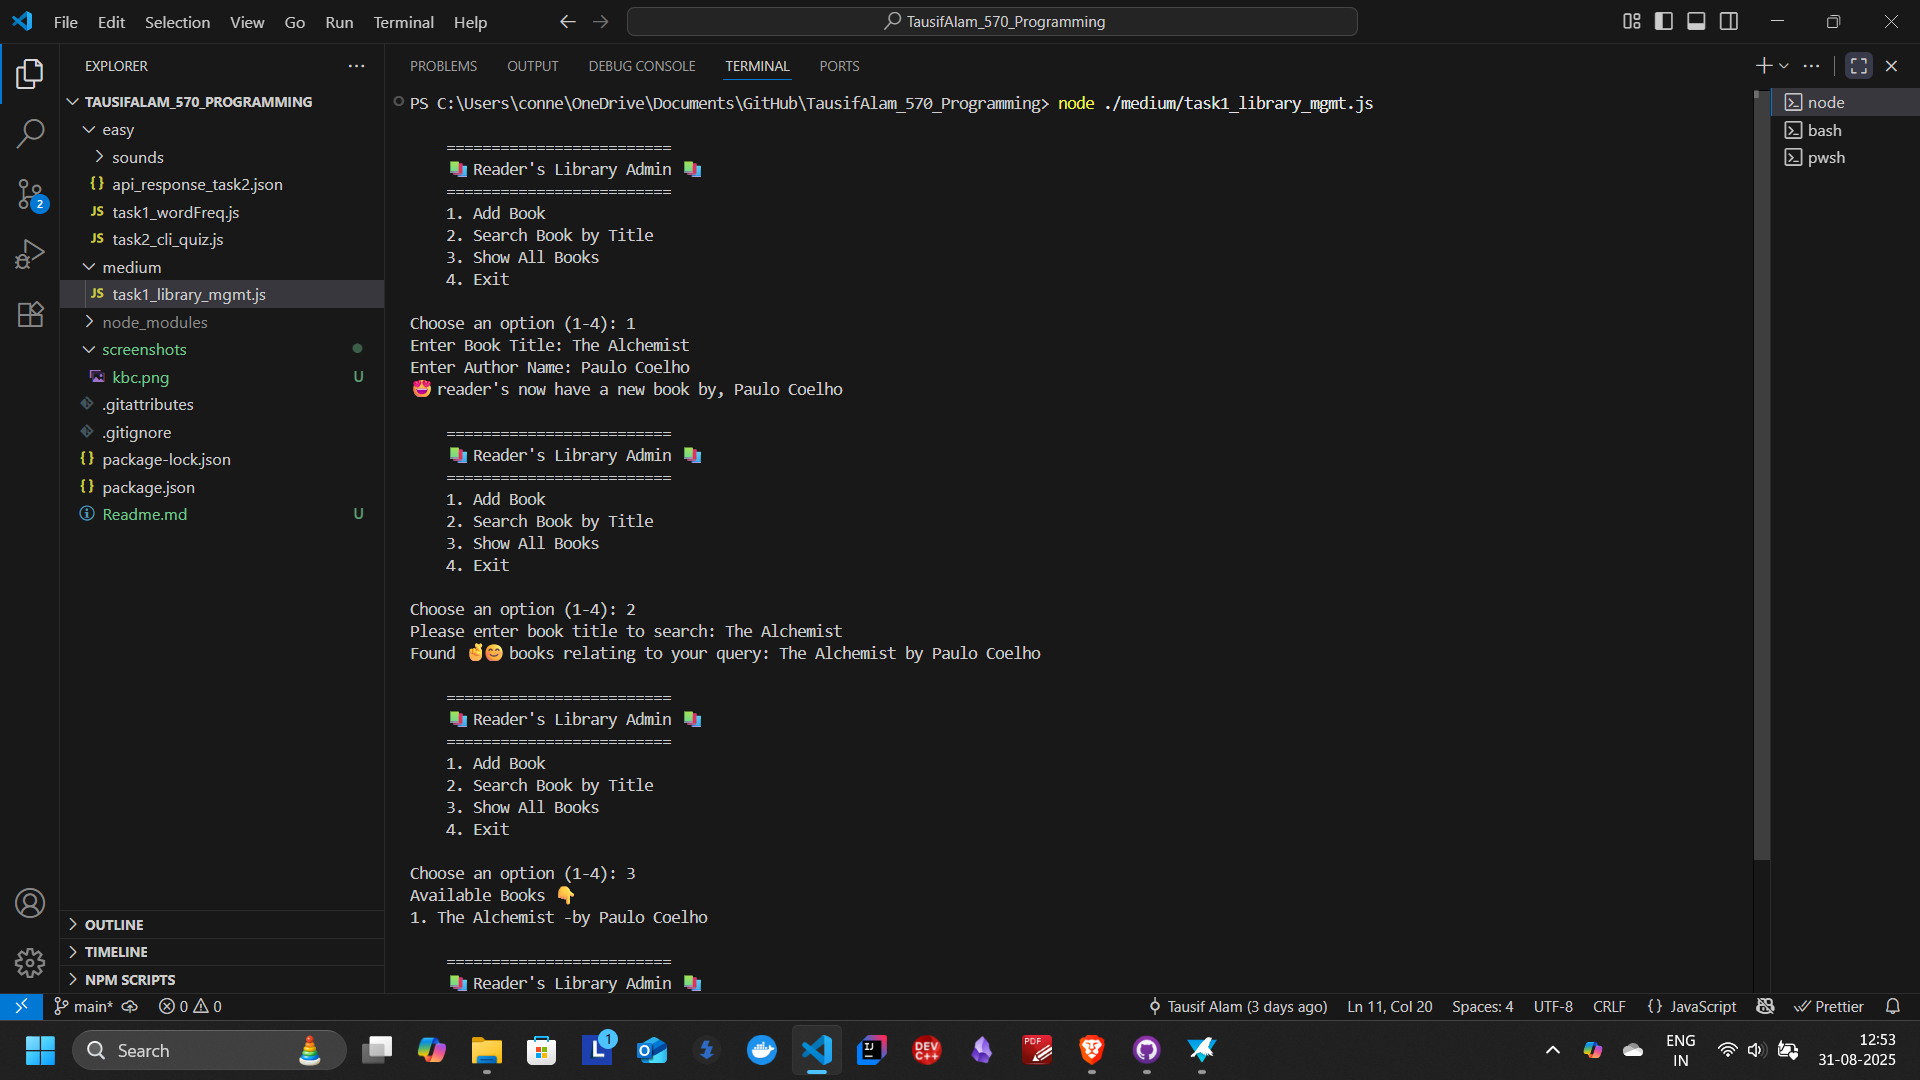 File Edit Selection View Go Run Terminal Help
TausifAlam_570_Programming
EXPLORER
TAUSIFALAM_570_PROGRAMMING
easy
sounds
api_response_task2.json
JS task1_wordFreq.js
JS task2_cli_quiz.js
medium
JS task1_library_mgmt.js
node_modules
screenshots
kbc.png U
.gitattributes
.gitignore
package-lock.json
package.json
Readme.md U
2
OUTLINE
TIMELINE
NPM SCRIPTS
PROBLEMS OUTPUT DEBUG CONSOLE TERMINAL PORTS
PS C:\Users\conne\OneDrive\Documents\GitHub\TausifAlam_570_Programming> node ./medium/task1_library_mgmt.js
=========================
📚 Reader's Library Admin 📚
=========================
1. Add Book
2. Search Book by Title
3. Show All Books
4. Exit
Choose an option (1-4): 1
Enter Book Title: The Alchemist
Enter Author Name: Paulo Coelho
🤩 reader's now have a new book by, Paulo Coelho
=========================
📚 Reader's Library Admin 📚
=========================
1. Add Book
2. Search Book by Title
3. Show All Books
4. Exit
Choose an option (1-4): 2
Please enter book title to search: The Alchemist
Found 🤞😊 books relating to your query: The Alchemist by Paulo Coelho
=========================
📚 Reader's Library Admin 📚
=========================
1. Add Book
2. Search Book by Title
3. Show All Books
4. Exit
Choose an option (1-4): 3
Available Books 👇
1. The Alchemist -by Paulo Coelho
=========================
📚 Reader's Library Admin 📚
node
bash
pwsh
main* 0 0
Tausif Alam (3 days ago) Ln 11, Col 20 Spaces: 4 UTF-8 CRLF {} JavaScript Prettier
Search
L 1
DEV C++
PDF
ENG
IN
12:53
31-08-2025